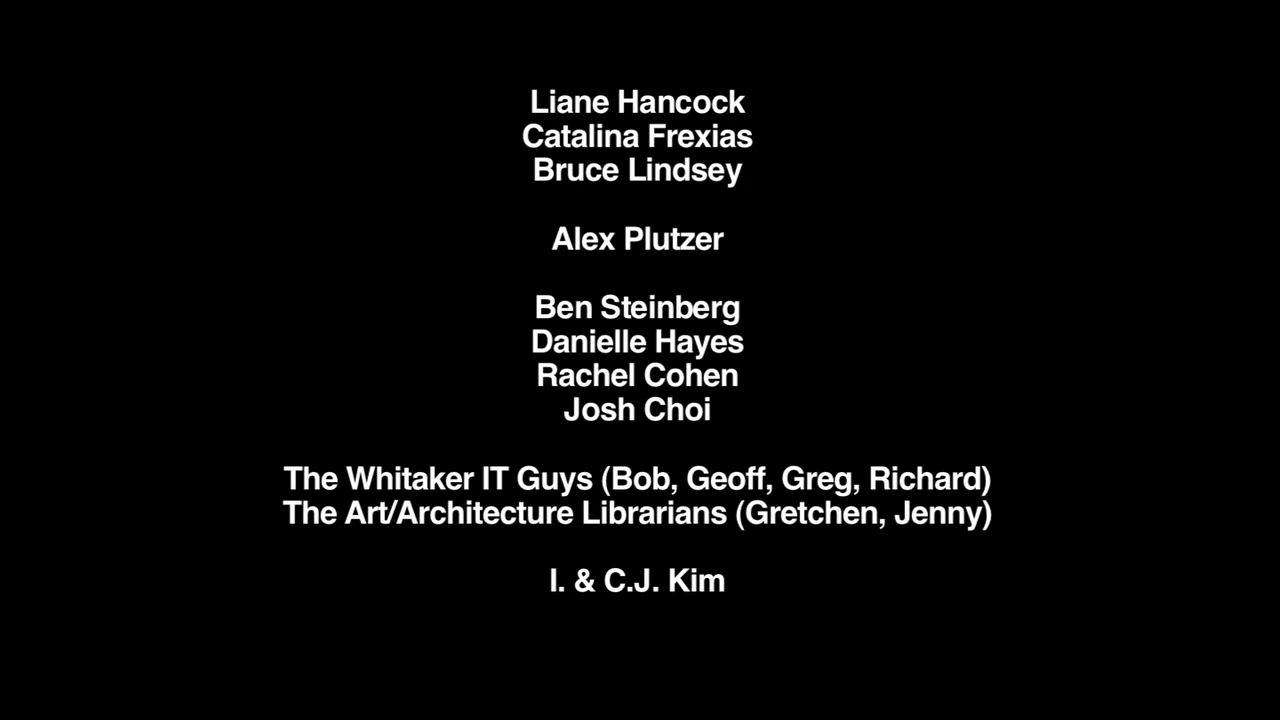 Liane Hancock
Catalina Frexias
Bruce Lindsey
Alex Plutzer
Ben Steinberg
Danielle Hayes
Rachel Cohen
Josh Choi
The Whitaker IT Guys (Bob, Geoff, Greg, Richard)
The Art/Architecture Librarians (Gretchen, Jenny)
I. & C.J. Kim